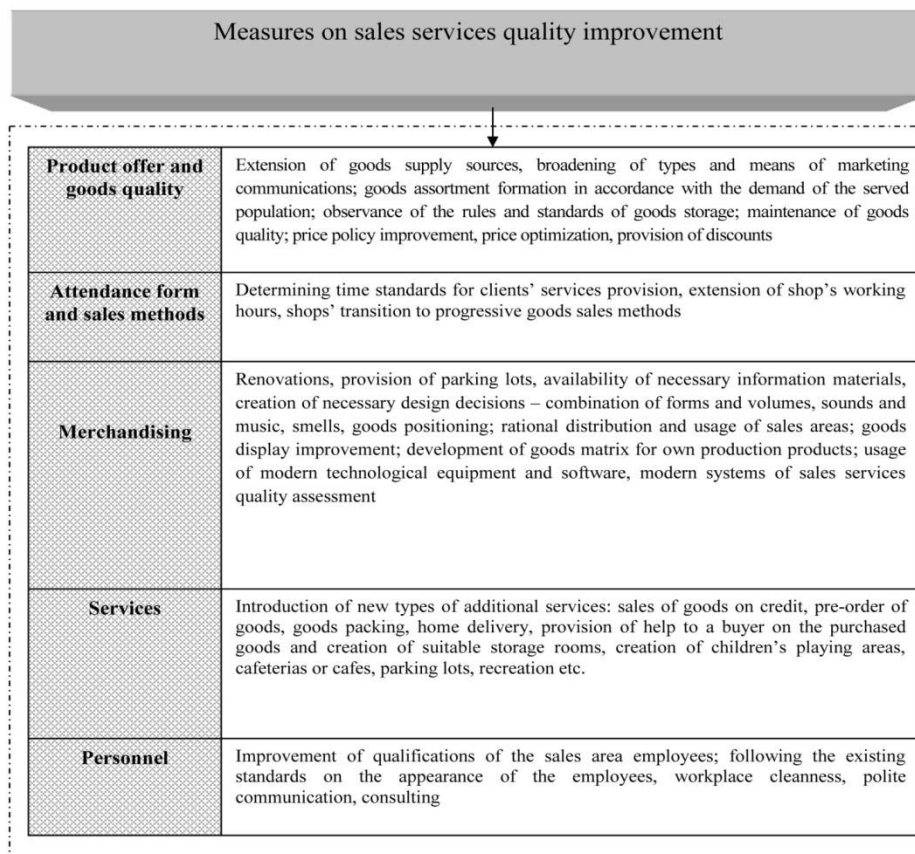 Measures on sales services quality improvement
Product offer and
goods quality
Extension of goods supply sources, broadening of types and means of marketing
communications; goods assortment formation in accordance with the demand of the served
population; observance of the rules and standards of goods storage; maintenance of goods
quality; price policy improvement, price optimization, provision of discounts
Attendance form
and sales methods
Determining time standards for clients’ services provision, extension of shop’s working
hours, shops’ transition to progressive goods sales methods
Merchandising
Renovations, provision of parking lots, availability of necessary information materials,
creation of necessary design decisions – combination of forms and volumes, sounds and
music, smells, goods positioning; rational distribution and usage of sales areas; goods
display improvement; development of goods matrix for own production products; usage
of modern technological equipment and software, modern systems of sales services
quality assessment
Services
Introduction of new types of additional services: sales of goods on credit, pre-order of
goods, goods packing, home delivery, provision of help to a buyer on the purchased
goods and creation of suitable storage rooms, creation of children’s playing areas,
cafeterias or cafes, parking lots, recreation etc.
Personnel
Improvement of qualifications of the sales area employees; following the existing
standards on the appearance of the employees, workplace cleanness, polite
communication, consulting